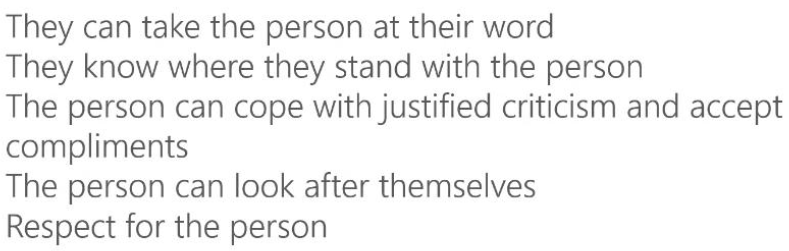 They can take the person at their word
They know where they stand with the person
The person can cope with justified criticism and accept
compliments
The person can look after themselves
Respect for the person